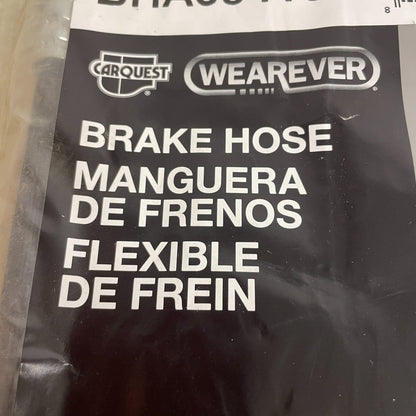 CARQUEST WEAREVER
BRAKE HOSE
MANGUERA
DE FRENOS
FLEXIBLE
DE FREIN